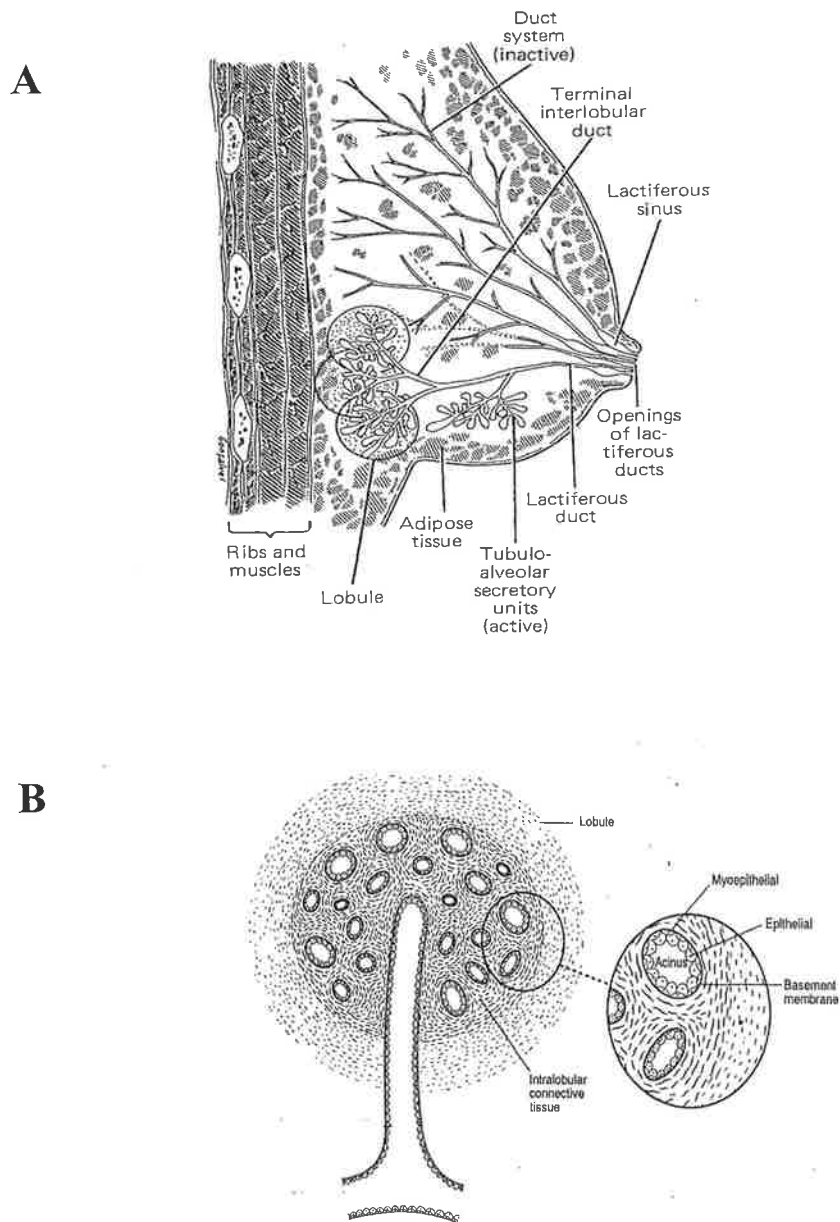 A
Duct
system
(inactive)
Terminal
interlobular
duct
Lactiferous
sinus
Openings
of lac-
tiferous
ducts
Lactiferous
duct
Adipose
tissue
Tubulo-
alveolar
secretory
units
(active)
Ribs and
muscles
Lobule
B
Lobule
Myoepithelial
Epithelial
Acinus
Basement
membrane
Intralobular
connective
tissue